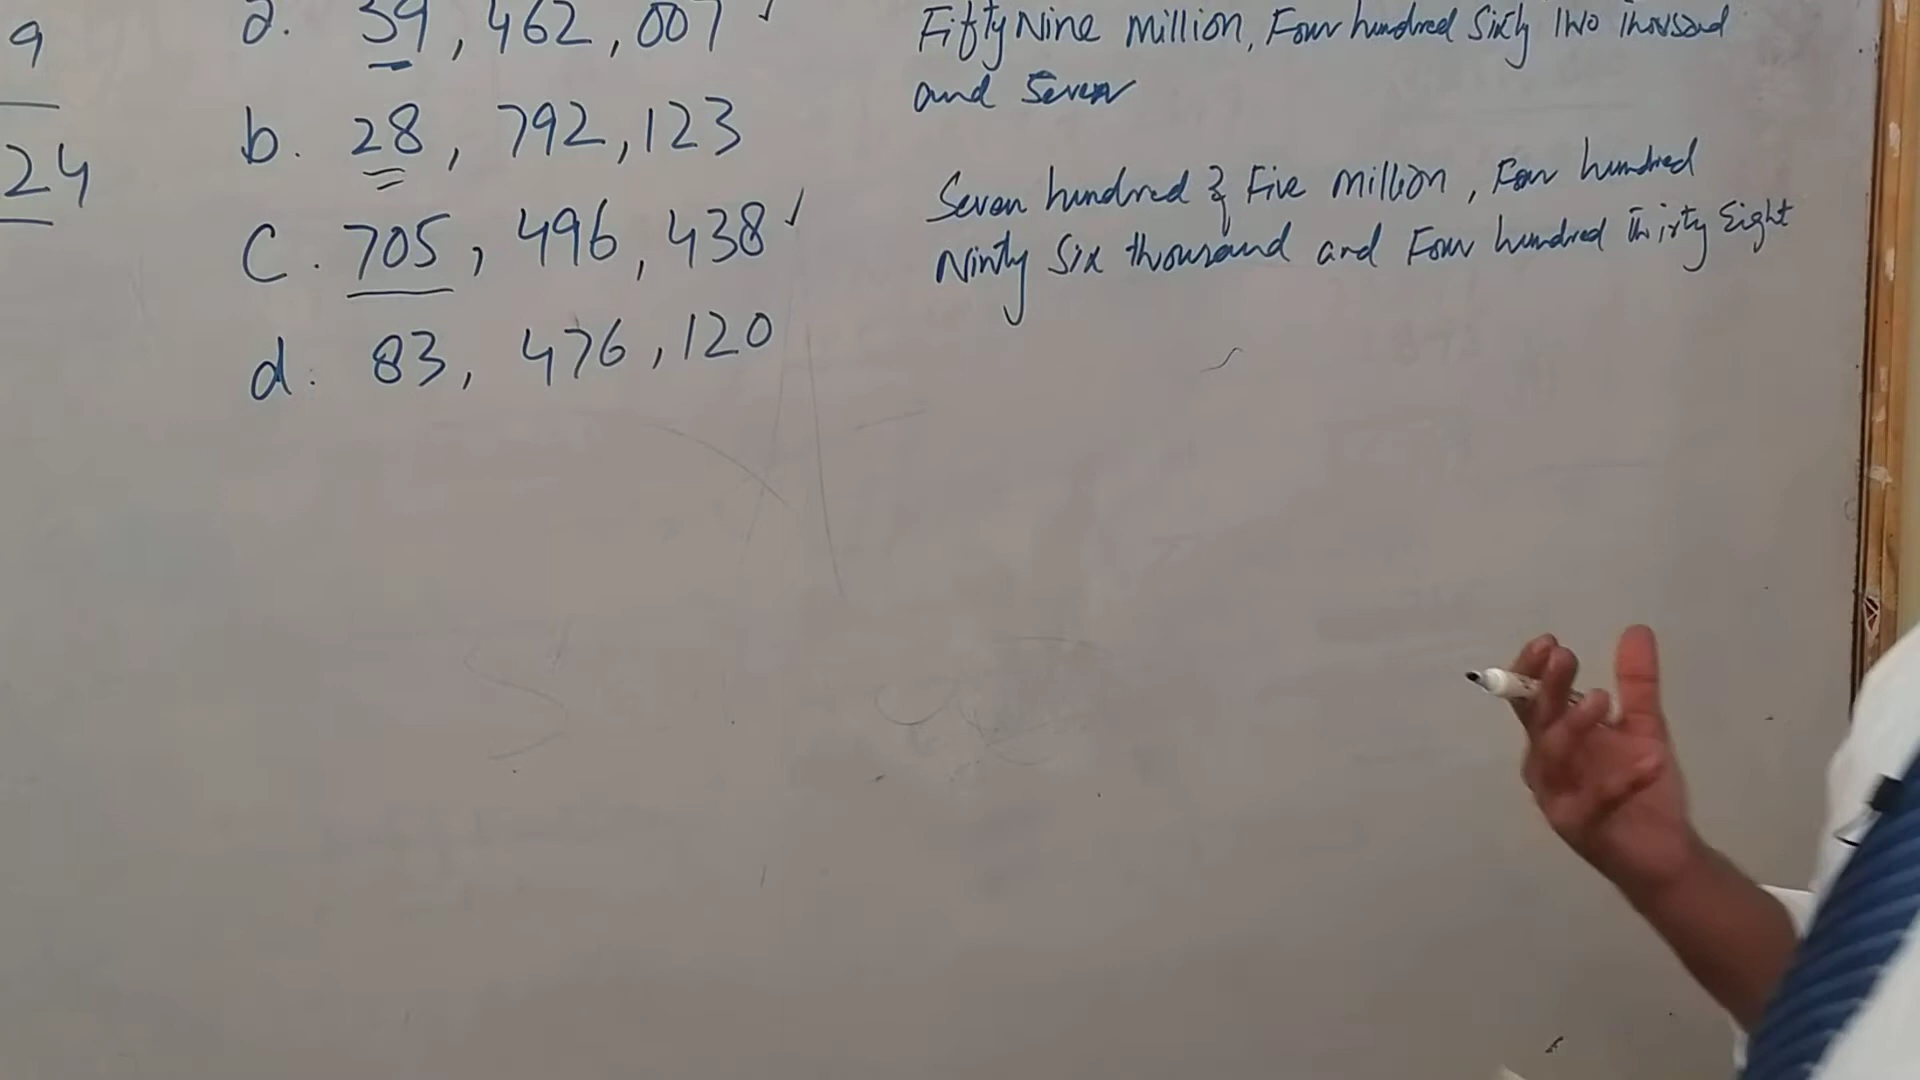 9
24
a. 59, 462, 007 ✓
Fifty Nine million, Four hundred Sixty Two Thousand
and Seven
b. 28, 792, 123
c. 705, 496, 438 ✓
Seven hundred & Five million, Four hundred
Ninty Six thousand and Four hundred Thirty Eight
d. 83, 476, 120